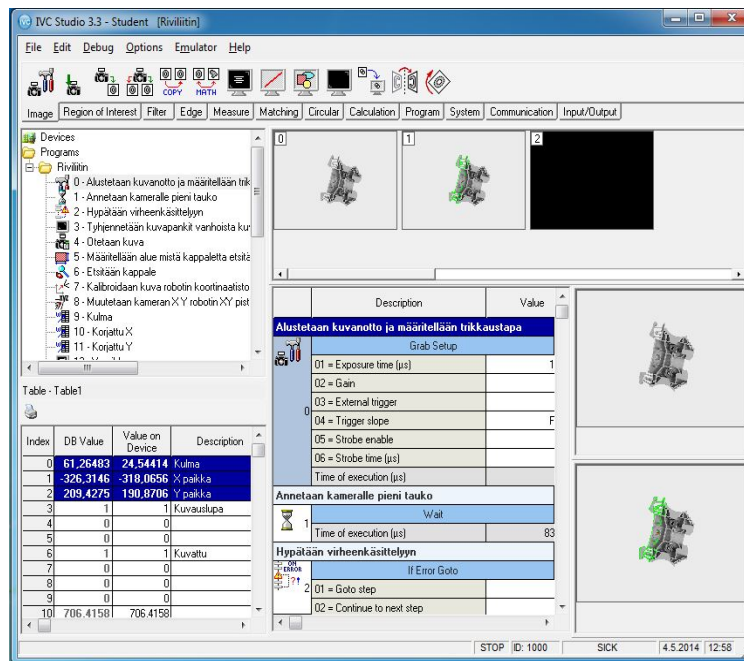 IVC Studio 3.3 - Student [Riviliitin]
File Edit Debug Options Emulator Help
COPY MATH
Image Region of Interest Filter Edge Measure Matching Circular Calculation Program System Communication Input/Output
Devices
Programs
Riviliitin
0 - Alustetaan kuvanotto ja määritellään trik
1 - Annetaan kameralle pieni tauko
2 - Hypätään virheenkäsittelyyn
3 - Tyhjennetään kuvapankit vanhoista ku
4 - Otetaan kuva
5 - Määritellään alue mistä kappaletta etsitä
6 - Etsitään kappale
7 - Kalibroidaan kuva robotin koordinaatisto
8 - Muutetaan kameran X Y robotin XY pist
9 - Kulma
10 - Korjattu X
11 - Korjattu Y
0 1 2
Table - Table1
Index DB Value Value on Device Description
0 61,26483 24,54414 Kulma
1 -326,3146 -318,0656 X paikka
2 209,4275 190,8706 Y paikka
3 1 1 Kuvauslupa
4 0 0
5 0 0
6 1 1 Kuvattu
7 0 0
8 0 0
9 0 0
10 706,4158 706,4158
Description Value
Alustetaan kuvanotto ja määritellään trikkaustapa
Grab Setup
0
01 = Exposure time (µs) 1
02 = Gain
03 = External trigger
04 = Trigger slope F
05 = Strobe enable
06 = Strobe time (µs)
Time of execution (µs)
Annetaan kameralle pieni tauko
Wait
1
Time of execution (µs) 83
Hypätään virheenkäsittelyyn
ON ERROR
If Error Goto
2
01 = Goto step
02 = Continue to next step
STOP ID: 1000 SICK 4.5.2014 12:58